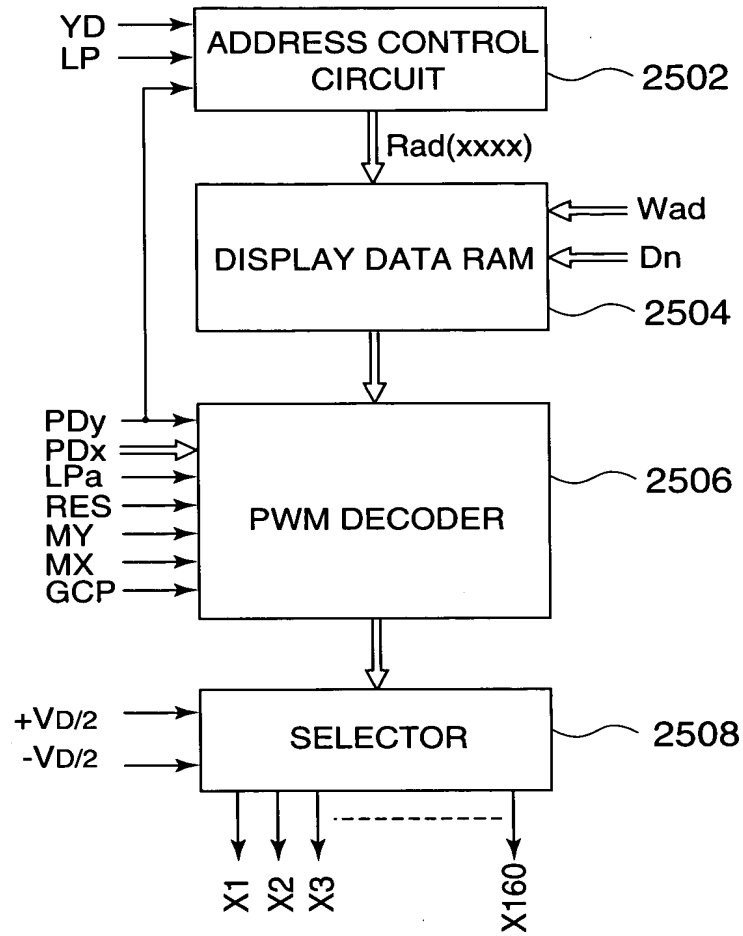 YD
LP
ADDRESS CONTROL
CIRCUIT
2502
Rad(xxxx)
DISPLAY DATA RAM
Wad
Dn
2504
PDy
PDx
LPa
RES
MY
MX
GCP
PWM DECODER
2506
+VD/2
-VD/2
SELECTOR
2508
X1
X2
X3
X160